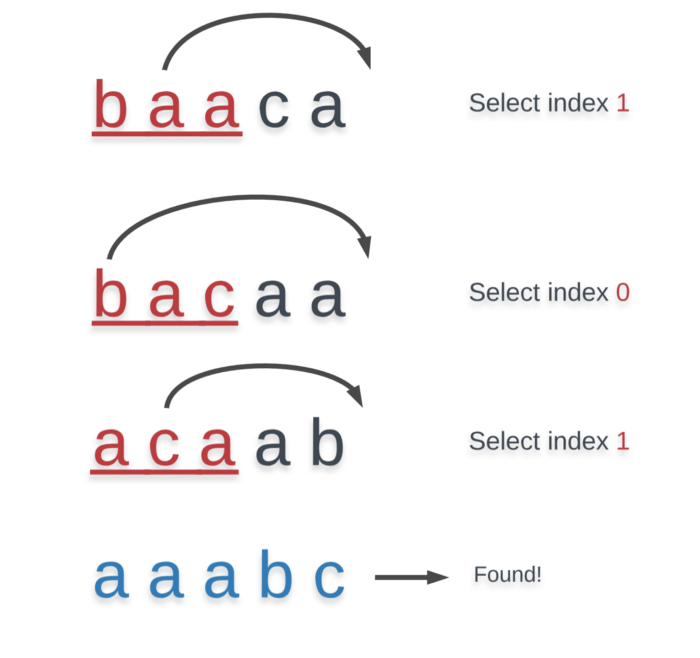 b a a c a Select index 1
b a c a a Select index 0
a c a a b Select index 1
a a a b c Found!